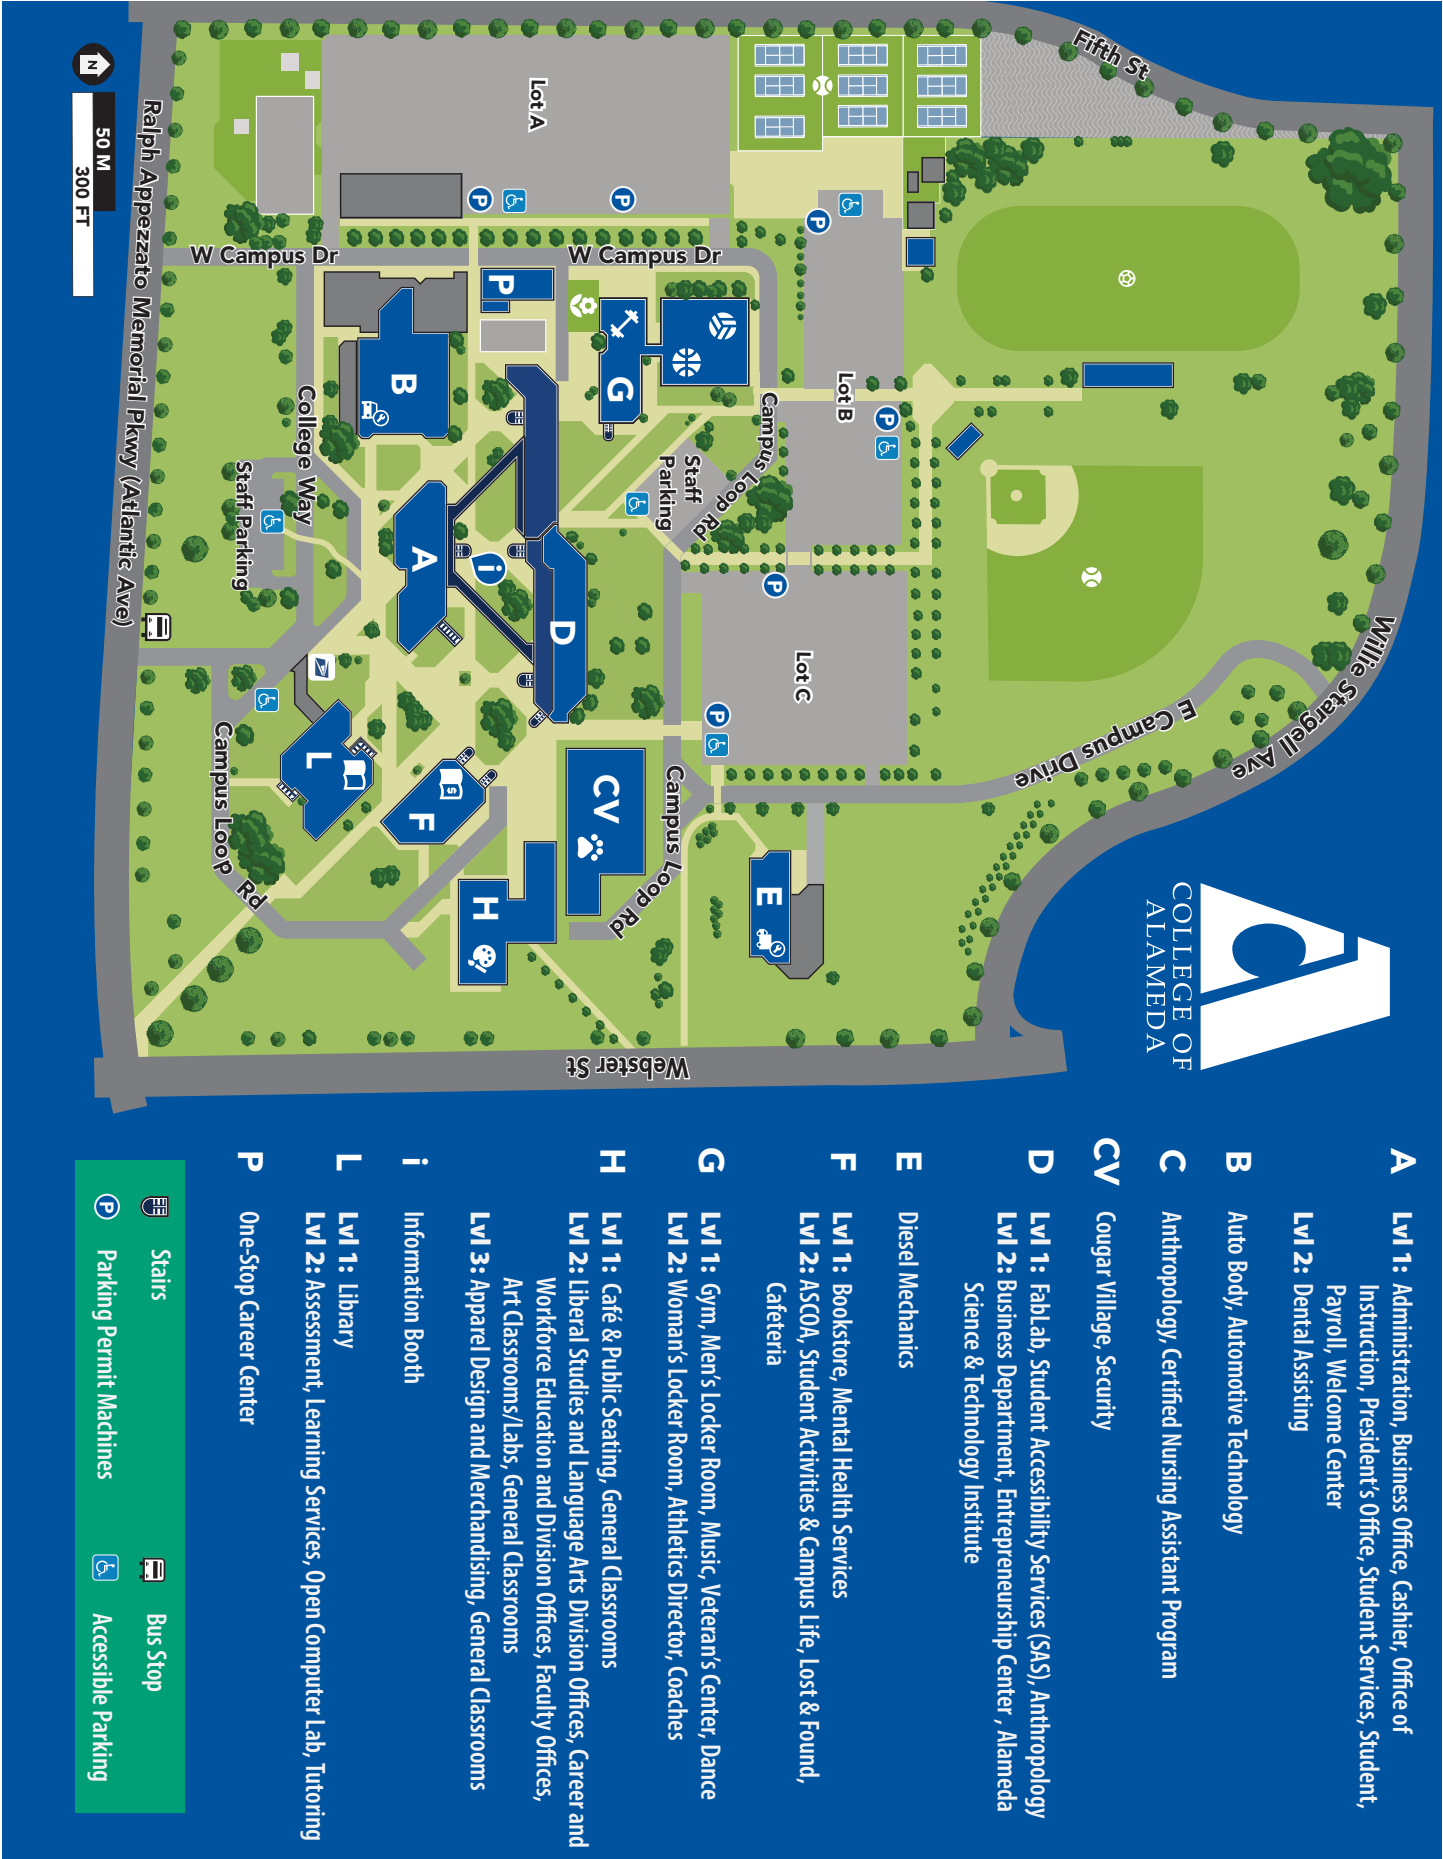 COLLEGE OF
ALAMEDA
Fifth St
Willie Stargell Ave
E Campus Drive
Lot A
Lot B
Lot C
P
P
P
P
P
P
W Campus Dr
W Campus Dr
Campus Loop Rd
Staff
Parking
P
G
B
College Way
Staff Parking
A
i
D
CV
E
Campus Loop Rd
L
F
$
H
Campus Loop Rd
Webster St
Ralph Appezzato Memorial Pkwy (Atlantic Ave)
N
50 M
300 FT
A Lvl 1: Administration, Business Office, Cashier, Office of
Instruction, President's Office, Student Services, Student,
Payroll, Welcome Center
Lvl 2: Dental Assisting
B Auto Body, Automotive Technology
C Anthropology, Certified Nursing Assistant Program
CV Cougar Village, Security
D Lvl 1: FabLab, Student Accessibility Services (SAS), Anthropology
Lvl 2: Business Department, Entrepreneurship Center , Alameda
Science & Technology Institute
E Diesel Mechanics
F Lvl 1: Bookstore, Mental Health Services
Lvl 2: ASCOA, Student Activities & Campus Life, Lost & Found,
Cafeteria
G Lvl 1: Gym, Men's Locker Room, Music, Veteran's Center, Dance
Lvl 2: Woman's Locker Room, Athletics Director, Coaches
H Lvl 1: Café & Public Seating, General Classrooms
Lvl 2: Liberal Studies and Language Arts Division Offices, Career and
Workforce Education and Division Offices, Faculty Offices,
Art Classrooms/Labs, General Classrooms
Lvl 3: Apparel Design and Merchandising, General Classrooms
i Information Booth
L Lvl 1: Library
Lvl 2: Assessment, Learning Services, Open Computer Lab, Tutoring
P One-Stop Career Center
Stairs
Bus Stop
P Parking Permit Machines
Accessible Parking